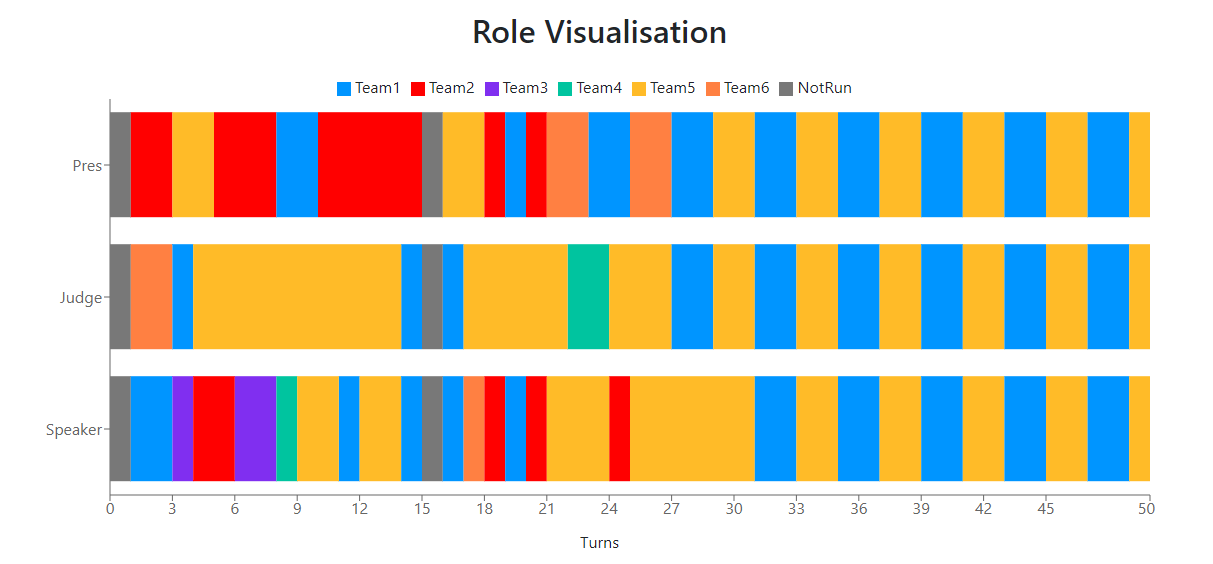 Role Visualisation
Team1 Team2 Team3 Team4 Team5 Team6 NotRun
Pres
Judge
Speaker
0 3 6 9 12 15 18 21 24 27 30 33 36 39 42 45 50
Turns